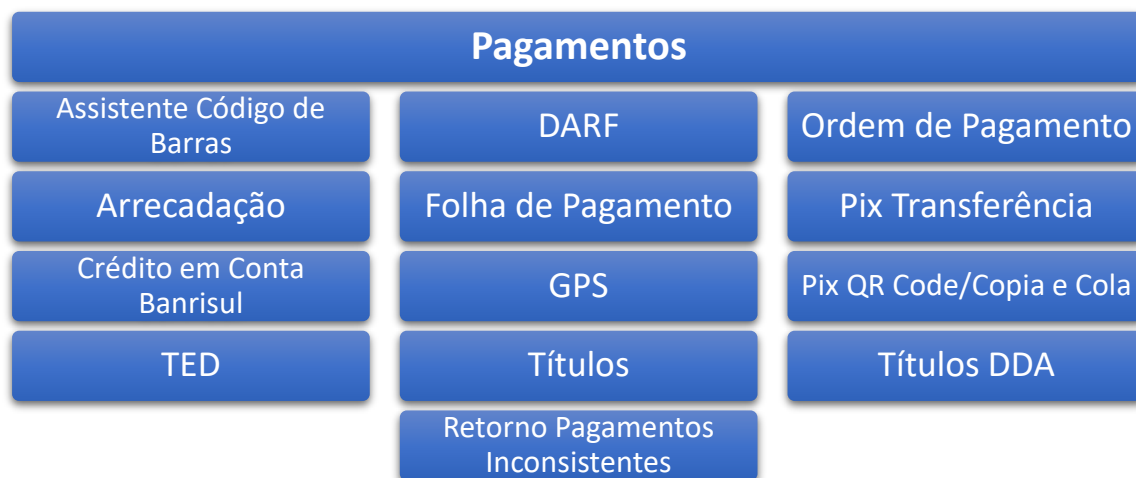 Pagamentos
Assistente Código de
Barras
DARF
Ordem de Pagamento
Arrecadação
Folha de Pagamento
Pix Transferência
Crédito em Conta
Banrisul
GPS
Pix QR Code/Copia e Cola
TED
Títulos
Títulos DDA
Retorno Pagamentos
Inconsistentes